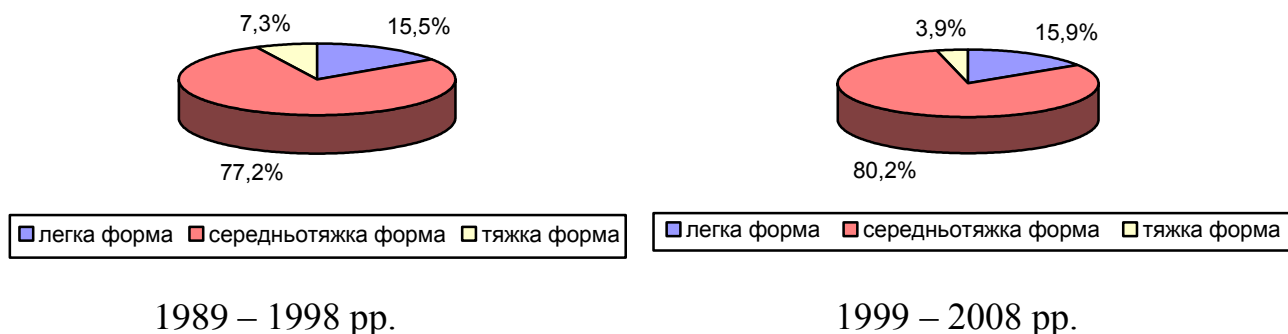 7,3%
15,5%
77,2%
легка форма середньотяжка форма тяжка форма
1989 – 1998 рр.
3,9%
15,9%
80,2%
легка форма середньотяжка форма тяжка форма
1999 – 2008 рр.